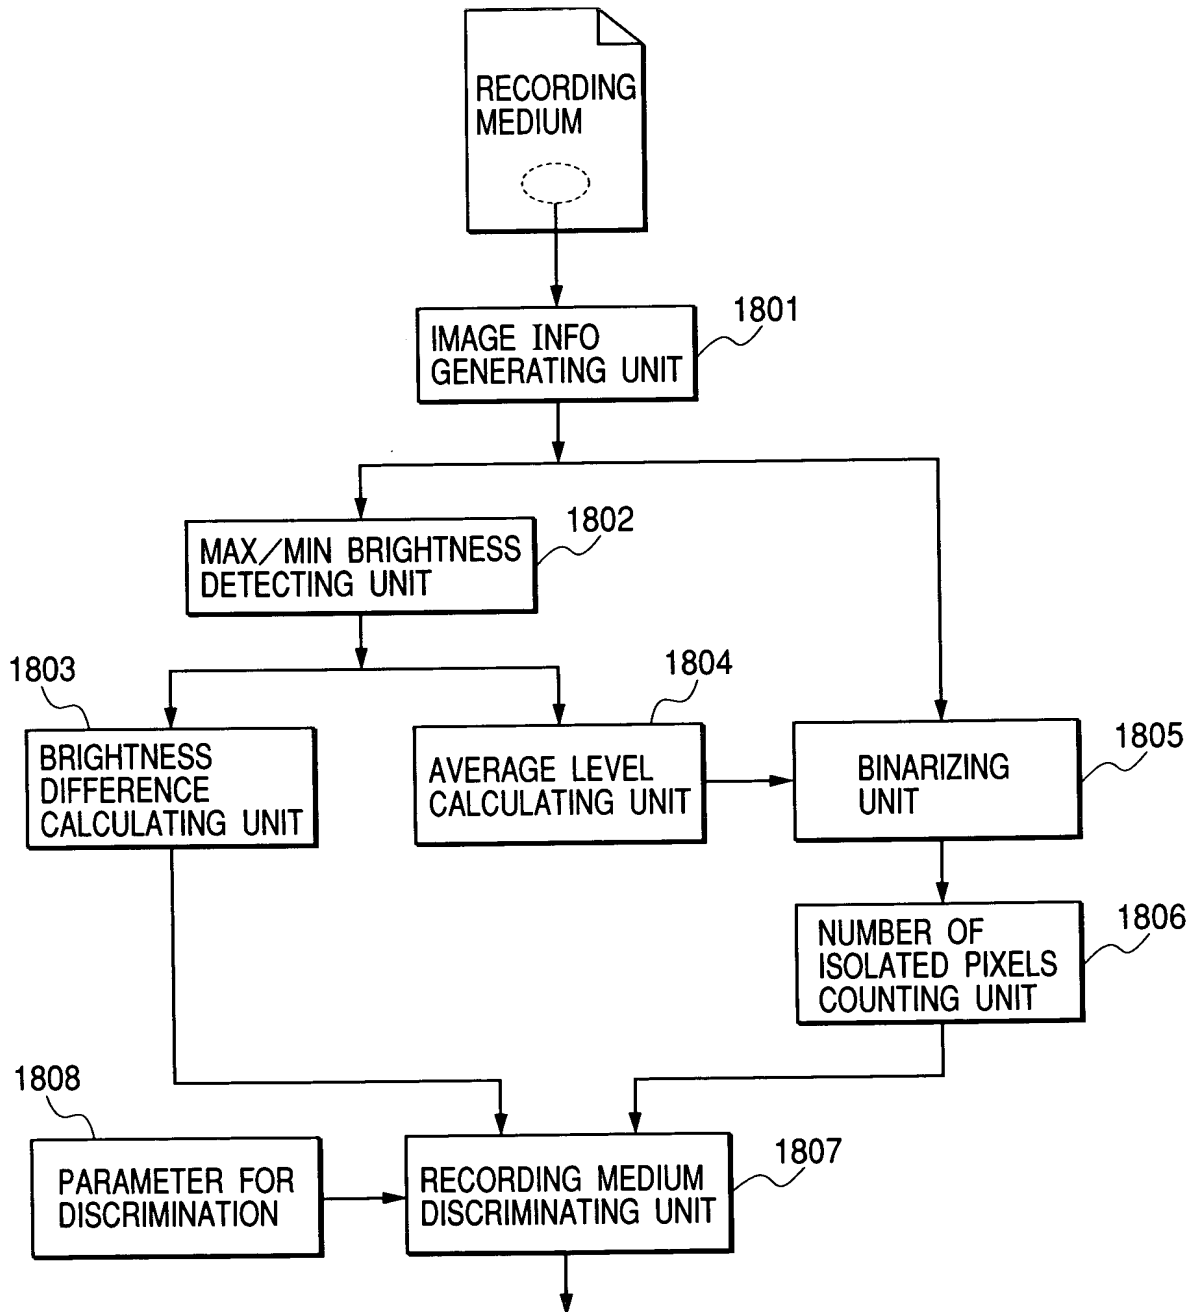 RECORDING
MEDIUM
1801
IMAGE INFO
GENERATING UNIT
1802
MAX/MIN BRIGHTNESS
DETECTING UNIT
1803
BRIGHTNESS
DIFFERENCE
CALCULATING UNIT
1804
AVERAGE LEVEL
CALCULATING UNIT
1805
BINARIZING
UNIT
1806
NUMBER OF
ISOLATED PIXELS
COUNTING UNIT
1808
PARAMETER FOR
DISCRIMINATION
1807
RECORDING MEDIUM
DISCRIMINATING UNIT